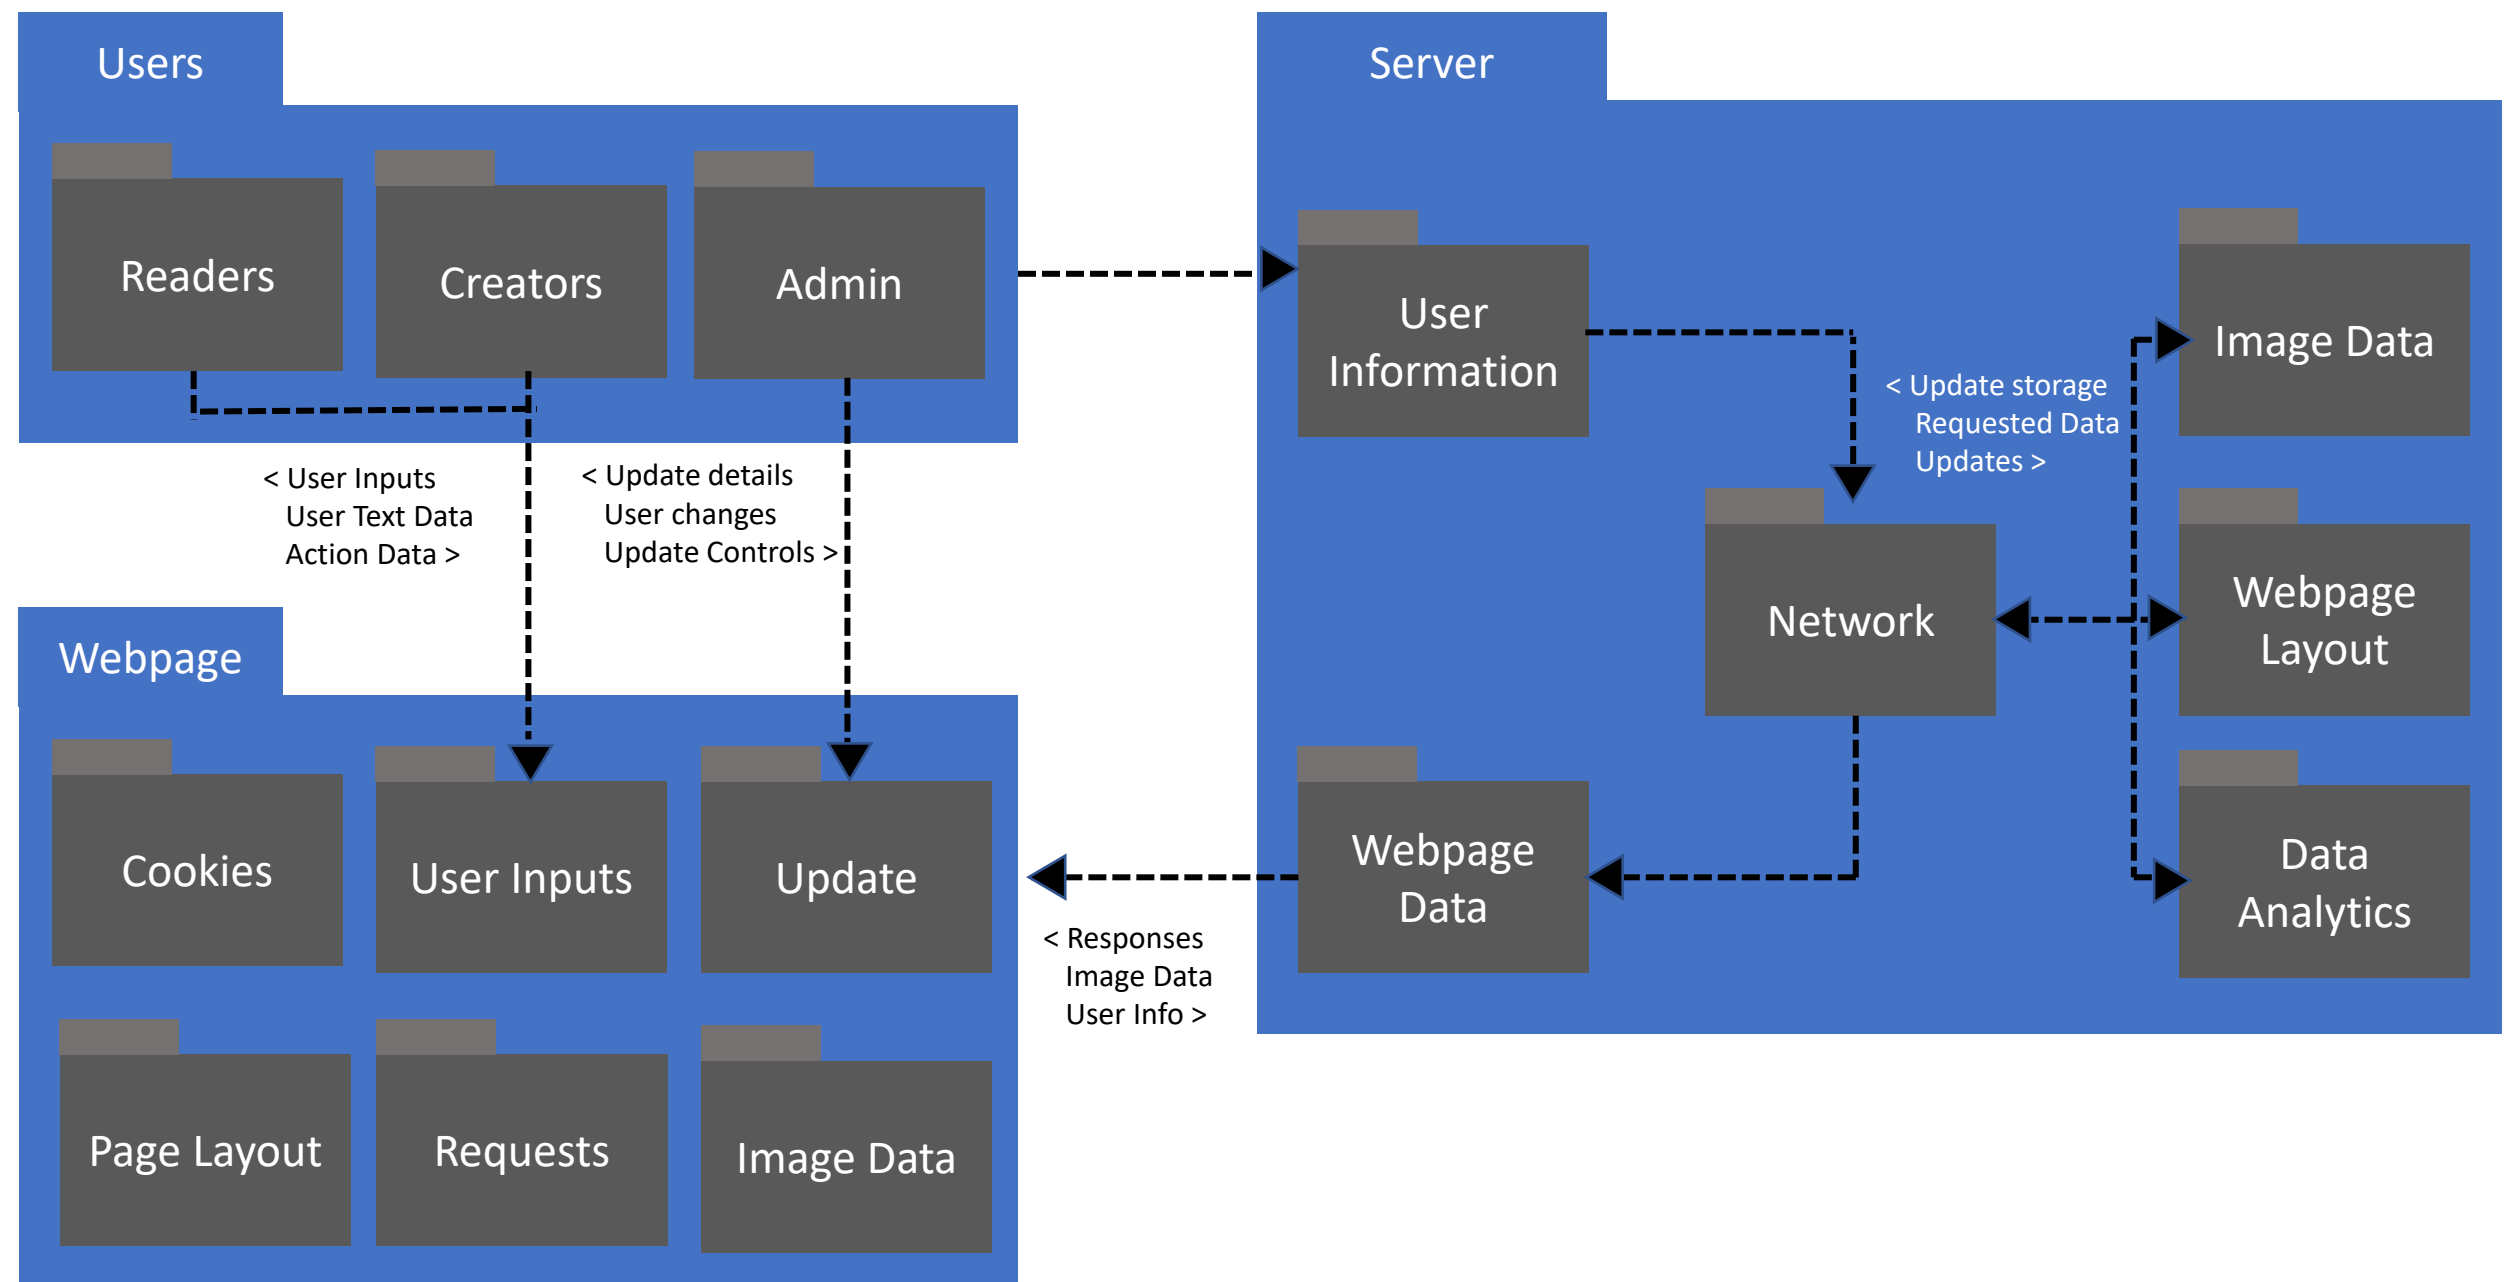 Users
Readers
Creators
Admin
< User Inputs
User Text Data
Action Data >
< Update details
User changes
Update Controls >
Server
User
Information
< Update storage
Requested Data
Updates >
Image Data
Network
Webpage
Layout
Webpage
Data
Data
Analytics
Webpage
Cookies
User Inputs
Update
< Responses
Image Data
User Info >
Page Layout
Requests
Image Data